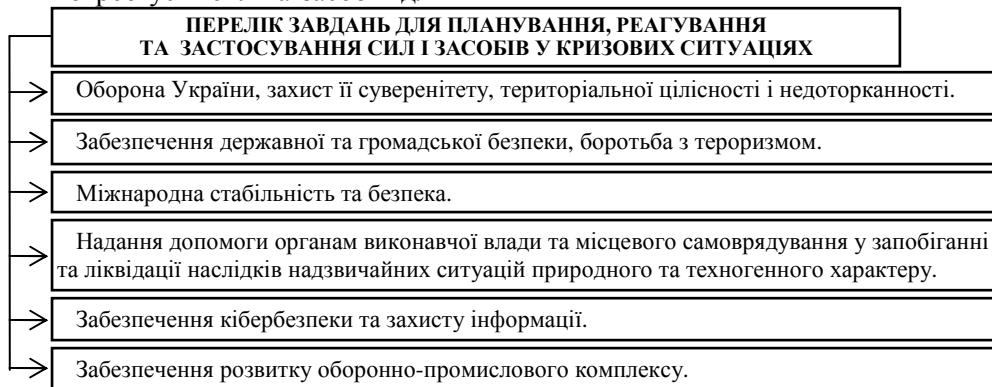 ПЕРЕЛІК ЗАВДАНЬ ДЛЯ ПЛАНУВАННЯ, РЕАГУВАННЯ
ТА ЗАСТОСУВАННЯ СИЛ І ЗАСОБІВ У КРИЗОВИХ СИТУАЦІЯХ
Оборона України, захист її суверенітету, територіальної цілісності і недоторканності.
Забезпечення державної та громадської безпеки, боротьба з тероризмом.
Міжнародна стабільність та безпека.
Надання допомоги органам виконавчої влади та місцевого самоврядування у запобіганні
та ліквідації наслідків надзвичайних ситуацій природного та техногенного характеру.
Забезпечення кібербезпеки та захисту інформації.
Забезпечення розвитку оборонно-промислового комплексу.